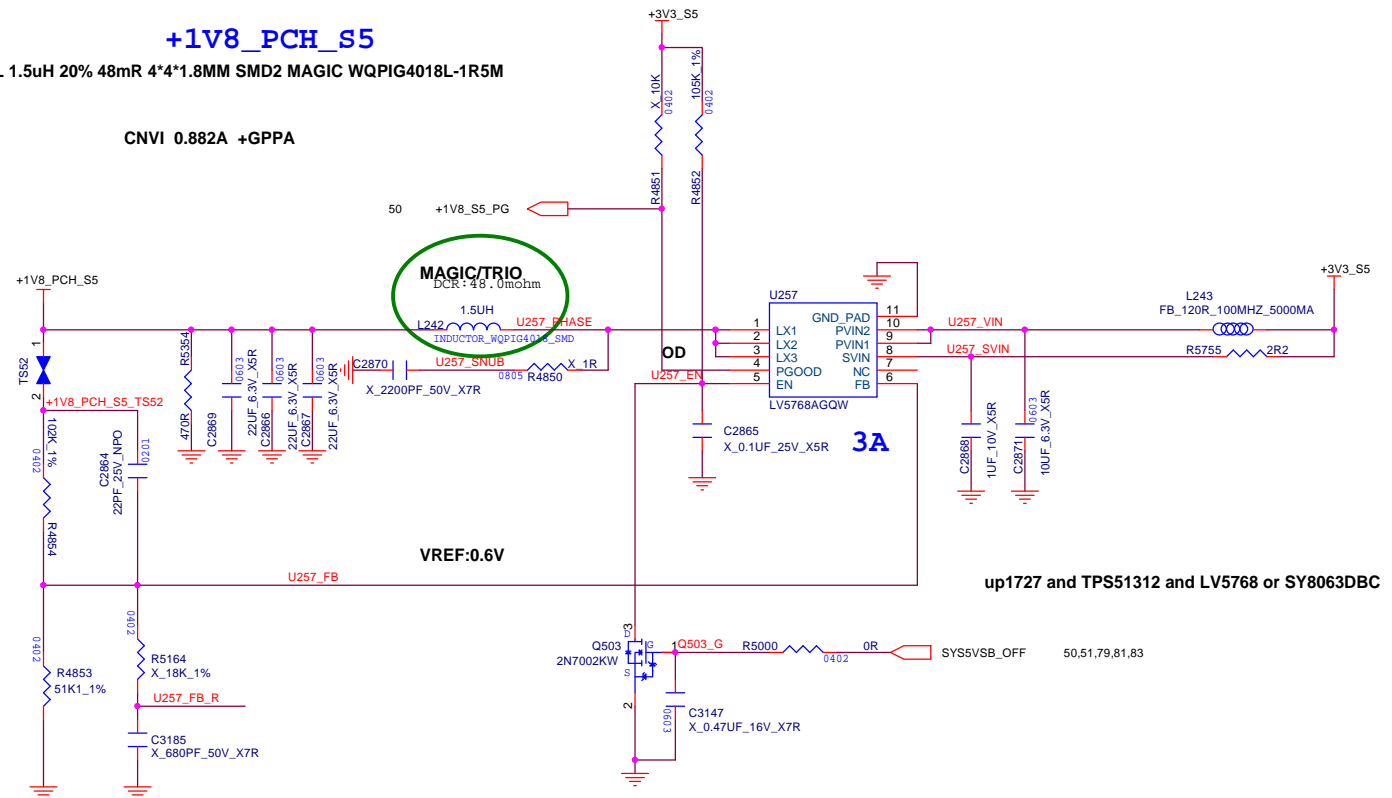 +1V8_PCH_S5
L 1.5uH 20% 48mR 4*4*1.8MM SMD2 MAGIC WQPIG4018L-1R5M
CNVI 0.882A +GPPA
+3V3_S5
X_10K
0402
R4851
105K_1%
0402
R4852
50 +1V8_S5_PG
MAGIC/TRIO
DCR:48.0mohm
1.5UH
L242
U257_PHASE
INDUCTOR_WQPIG4018_SMD
+1V8_PCH_S5
1
TS52
2
+1V8_PCH_S5_TS52
R5354
470R
C2869
0603
22UF_6.3V_X5R
C2866
0603
22UF_6.3V_X5R
C2867
0603
22UF_6.3V_X5R
C2870
X_2200PF_50V_X7R
U257_SNUB
0805
R4850
X_1R
OD
U257_EN
U257
1 LX1
2 LX2
3 LX3
4 PGOOD
5 EN
GND_PAD 11
PVIN2 10
PVIN1 9
SVIN 8
NC 7
FB 6
LV5768AGQW
3A
U257_VIN
U257_SVIN
L243
FB_120R_100MHZ_5000MA
+3V3_S5
R5755 2R2
C2868
1UF_10V_X5R
C2871
0603
10UF_6.3V_X5R
C2865
X_0.1UF_25V_X5R
102K_1%
0402
R4854
C2864
22PF_25V_NPO
0201
VREF:0.6V
U257_FB
up1727 and TPS51312 and LV5768 or SY8063DBC
0402
R4853
51K1_1%
0402
R5164
X_18K_1%
U257_FB_R
C3185
X_680PF_50V_X7R
Q503
2N7002KW
3
D
G
S
1
2
Q503_G
R5000
0402
0R
SYS5VSB_OFF 50,51,79,81,83
0603
C3147
X_0.47UF_16V_X7R